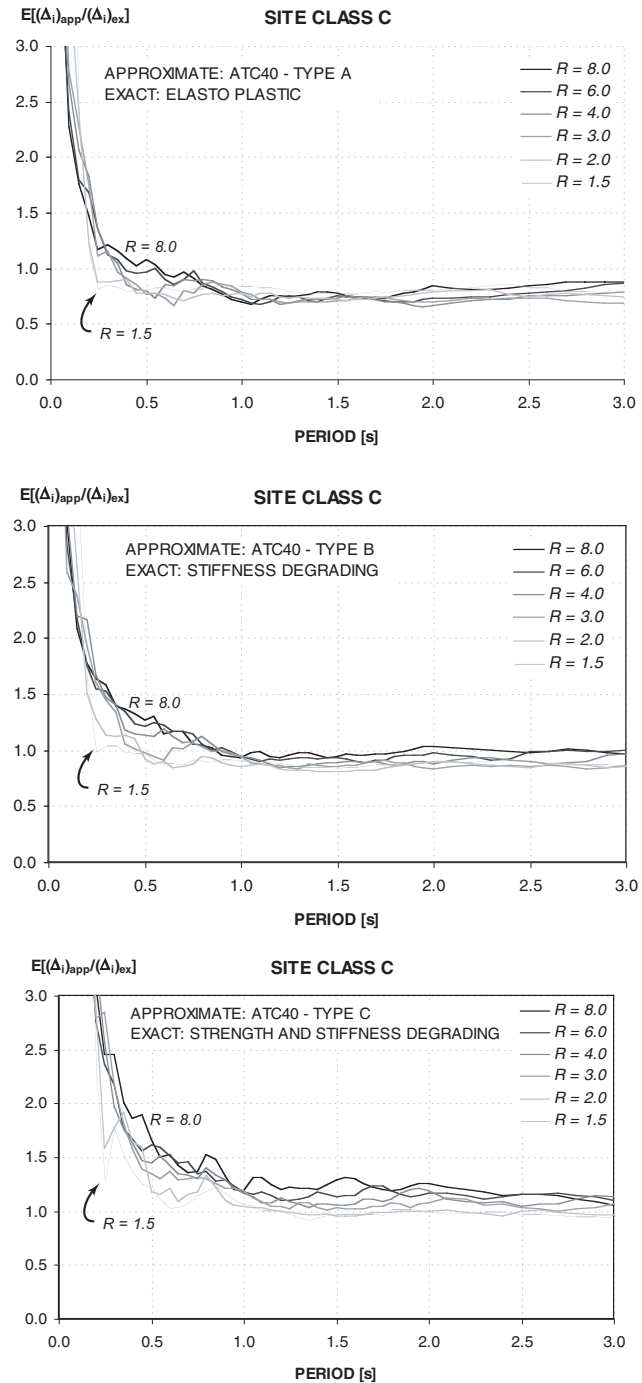 E[(Δi)app/(Δi)ex]
SITE CLASS C
APPROXIMATE: ATC40 - TYPE A
EXACT: ELASTO PLASTIC
R = 8.0
R = 6.0
R = 4.0
R = 3.0
R = 2.0
R = 1.5
R = 8.0
R = 1.5
3.0
2.5
2.0
1.5
1.0
0.5
0.0
0.0 0.5 1.0 1.5 2.0 2.5 3.0
PERIOD [s]
E[(Δi)app/(Δi)ex]
SITE CLASS C
APPROXIMATE: ATC40 - TYPE B
EXACT: STIFFNESS DEGRADING
R = 8.0
R = 6.0
R = 4.0
R = 3.0
R = 2.0
R = 1.5
R = 8.0
R = 1.5
3.0
2.5
2.0
1.5
1.0
0.5
0.0
0.0 0.5 1.0 1.5 2.0 2.5 3.0
PERIOD [s]
E[(Δi)app/(Δi)ex]
SITE CLASS C
APPROXIMATE: ATC40 - TYPE C
EXACT: STRENGTH AND STIFFNESS DEGRADING
R = 8.0
R = 6.0
R = 4.0
R = 3.0
R = 2.0
R = 1.5
R = 8.0
R = 1.5
3.0
2.5
2.0
1.5
1.0
0.5
0.0
0.0 0.5 1.0 1.5 2.0 2.5 3.0
PERIOD [s]